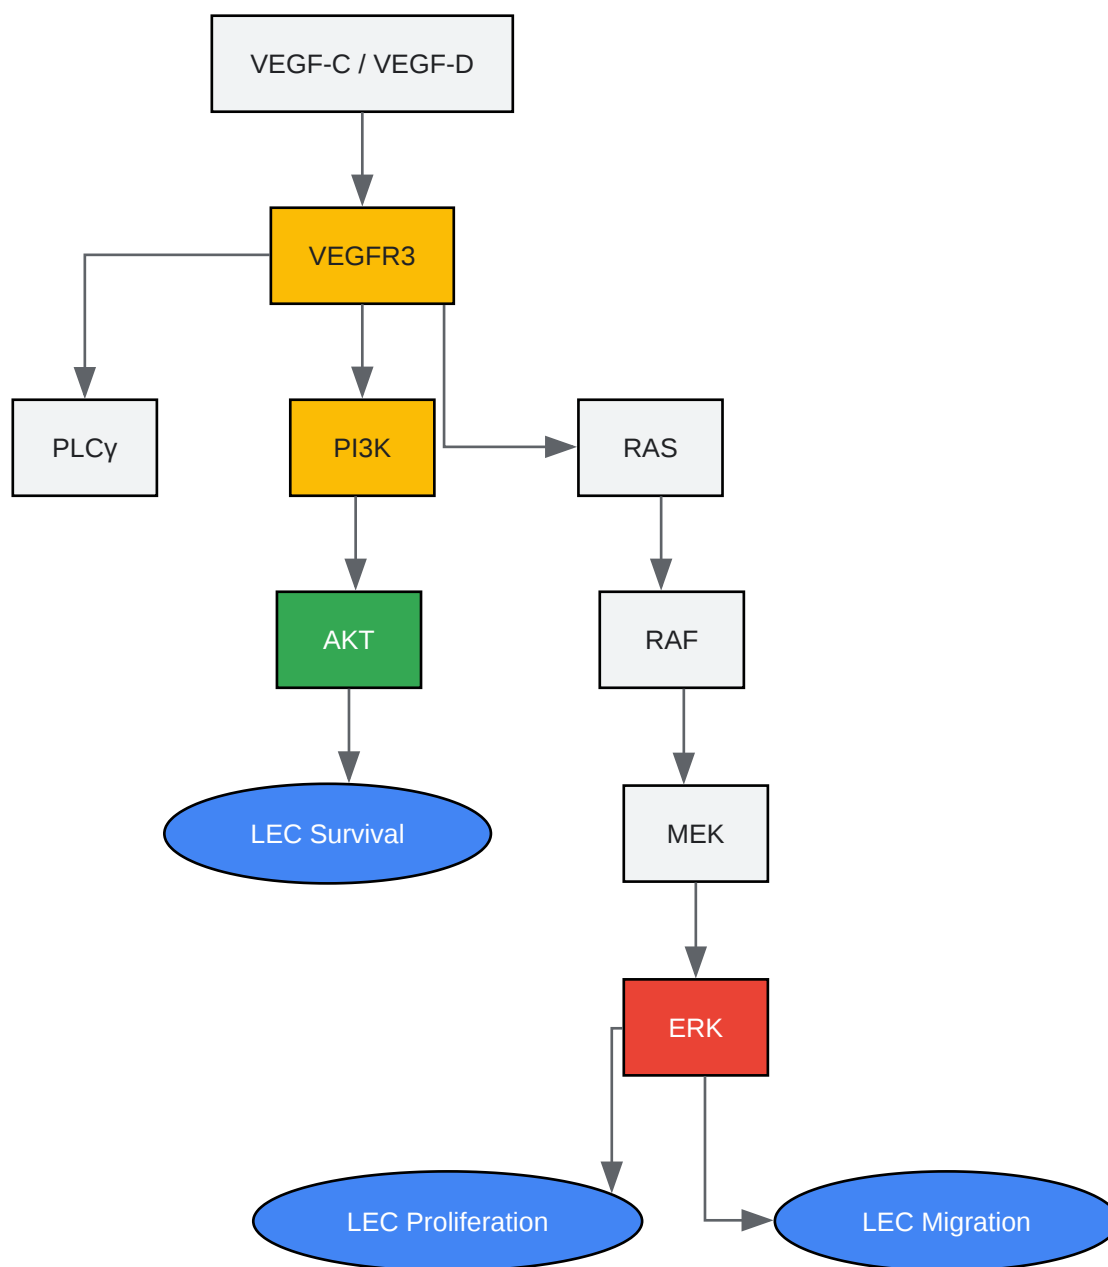 VEGF-C / VEGF-D
VEGFR3
PLCγ
PI3K
RAS
AKT
RAF
LEC Survival
MEK
ERK
LEC Proliferation
LEC Migration